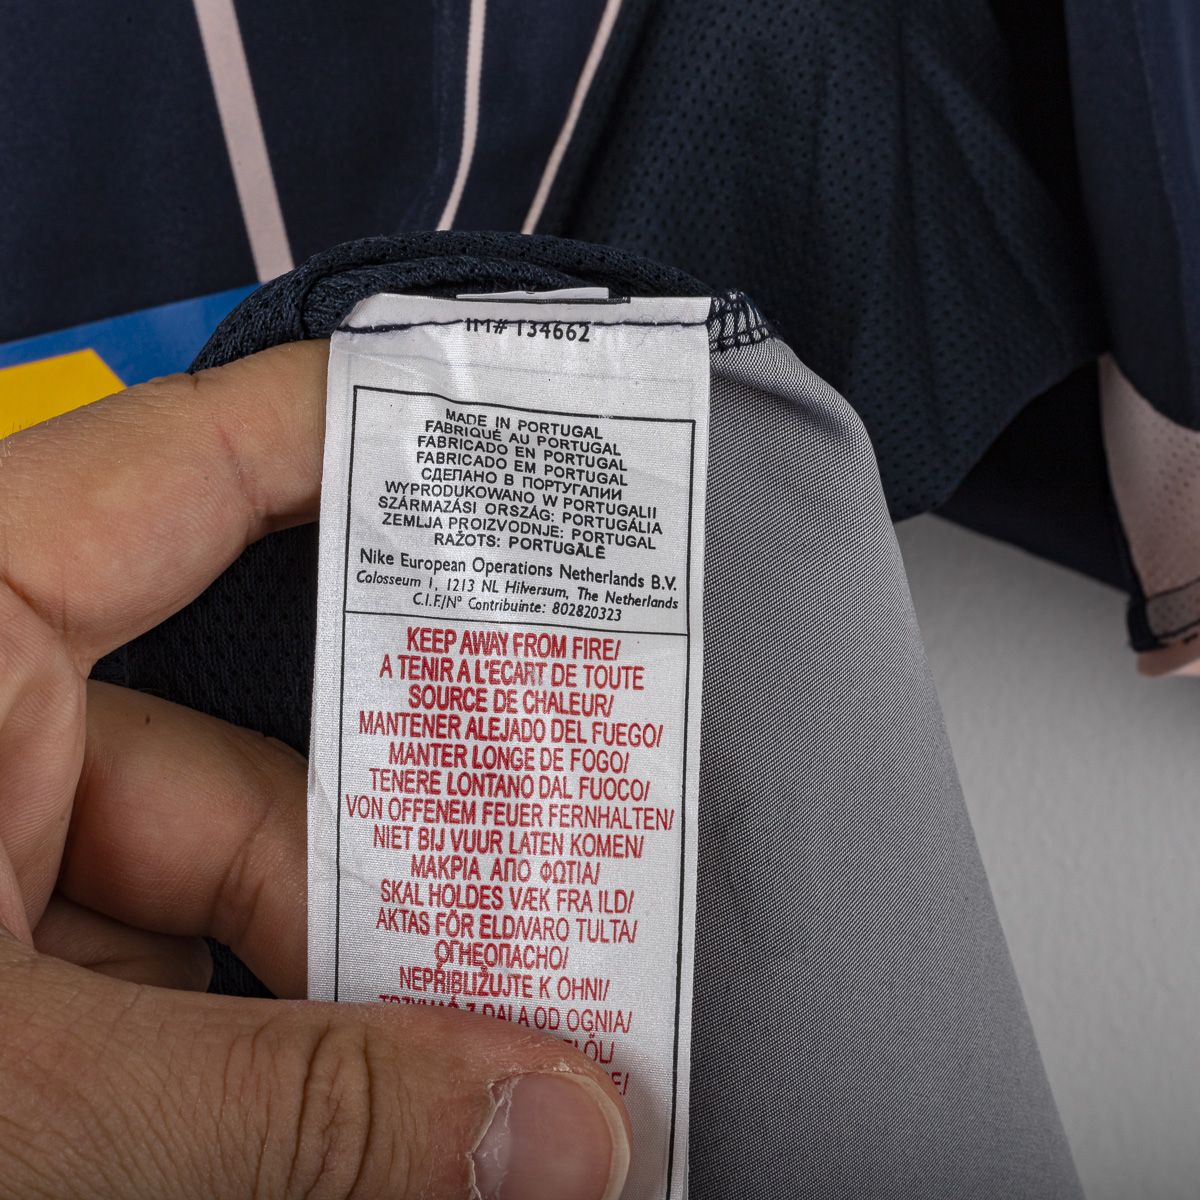 IM# 134662
MADE IN PORTUGAL
FABRIQUÉ AU PORTUGAL
FABRICADO EN PORTUGAL
FABRICADO EM PORTUGAL
СДЕЛАНО В ПОРТУГАЛИИ
WYPRODUKOWANO W PORTUGALII
SZÁRMAZÁSI ORSZÁG: PORTUGÁLIA
ZEMLJA PROIZVODNJE: PORTUGAL
RAŽOTS: PORTUGĀLĒ
Nike European Operations Netherlands B.V.
Colosseum 1, 1213 NL Hilversum, The Netherlands
C.I.F./N° Contribuinte: 802820323
KEEP AWAY FROM FIRE/
A TENIR A L'ECART DE TOUTE
SOURCE DE CHALEUR/
MANTENER ALEJADO DEL FUEGO/
MANTER LONGE DE FOGO/
TENERE LONTANO DAL FUOCO/
VON OFFENEM FEUER FERNHALTEN/
NIET BIJ VUUR LATEN KOMEN/
ΜΑΚΡΙΑ ΑΠΟ ΦΩΤΙΑ/
SKAL HOLDES VÆK FRA ILD/
AKTAS FÖR ELD/VARO TULTA/
ОГНЕОПАСНО/
NEPŘIBLIŽUJTE K OHNI/
TRZYMAĆ Z DALA OD OGNIA/